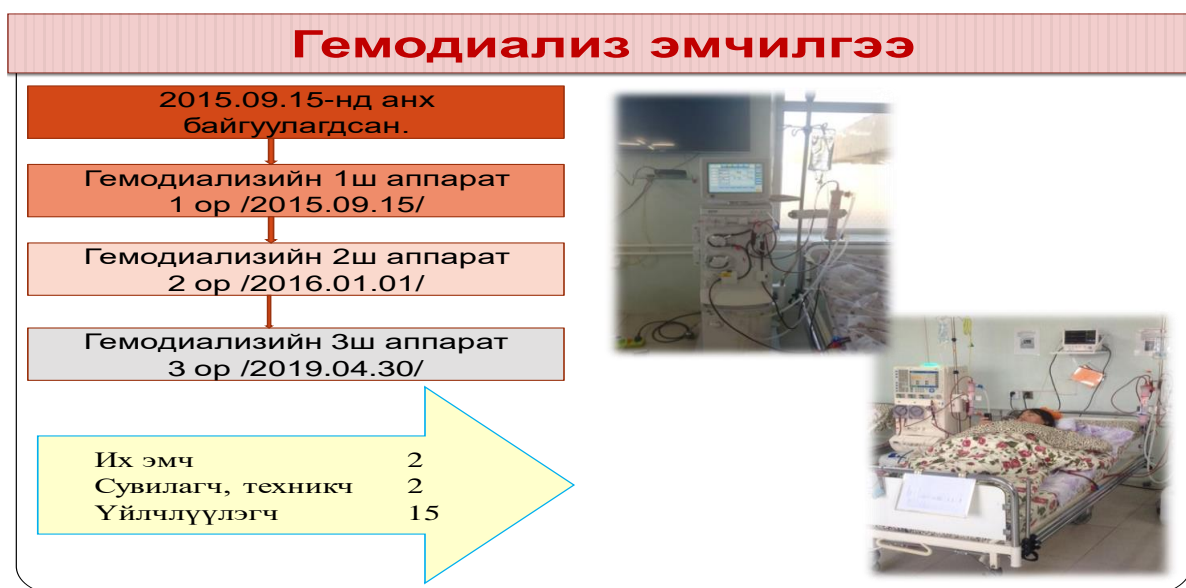 Гемодиализ эмчилгээ
2015.09.15-нд анх
байгуулагдсан.
Гемодиализийн 1ш аппарат
1 ор /2015.09.15/
Гемодиализийн 2ш аппарат
2 ор /2016.01.01/
Гемодиализийн 3ш аппарат
3 ор /2019.04.30/
Их эмч 2
Сувилагч, техникч 2
Үйлчлүүлэгч 15